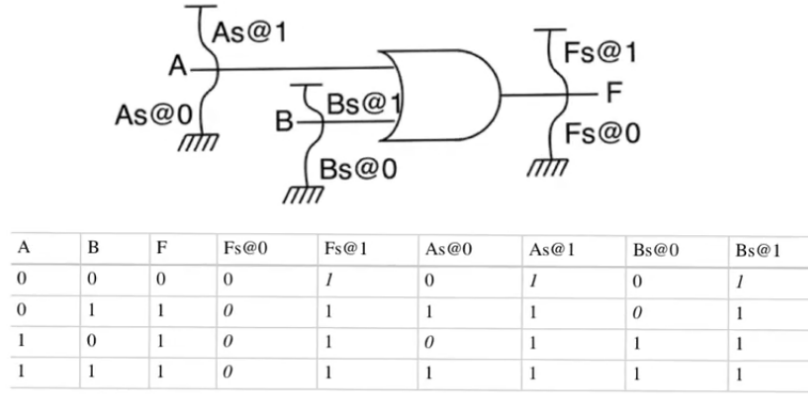 As@1
Fs@1
A
F
Bs@1
As@0
B
Fs@0
Bs@0
A B F Fs@0 Fs@1 As@0 As@1 Bs@0 Bs@1
0 0 0 0 1 0 1 0 1
0 1 1 0 1 1 1 0 1
1 0 1 0 1 0 1 1 1
1 1 1 0 1 1 1 1 1